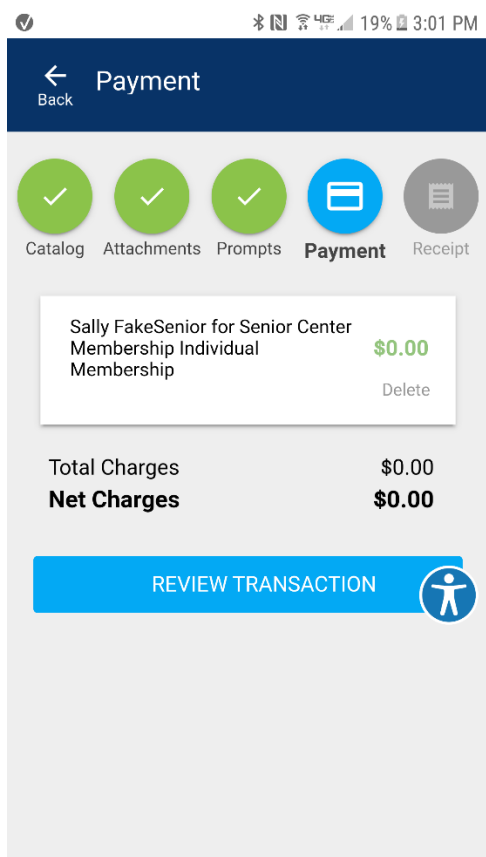 4GE 19% 3:01 PM
Back Payment
Catalog Attachments Prompts Payment Receipt
Sally FakeSenior for Senior Center
Membership Individual
Membership
$0.00
Delete
Total Charges $0.00
Net Charges $0.00
REVIEW TRANSACTION